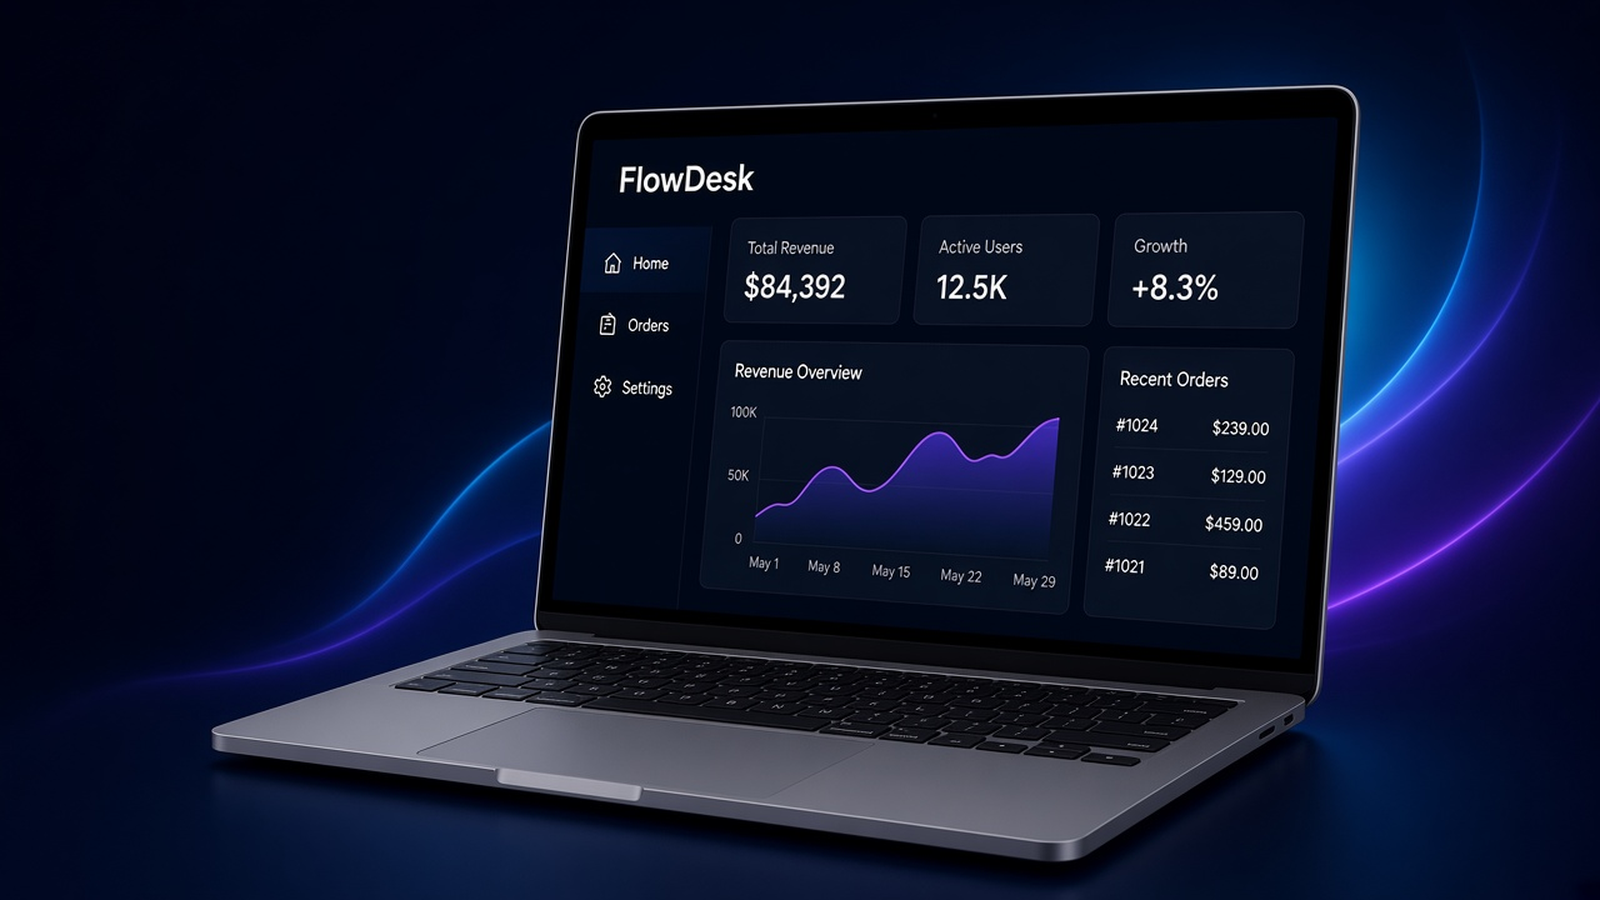 FlowDesk
Home
Orders
Settings
Total Revenue
$84,392
Active Users
12.5K
Growth
+8.3%
Revenue Overview
100K
50K
0
May 1
May 8
May 15
May 22
May 29
Recent Orders
#1024 $239.00
#1023 $129.00
#1022 $459.00
#1021 $89.00